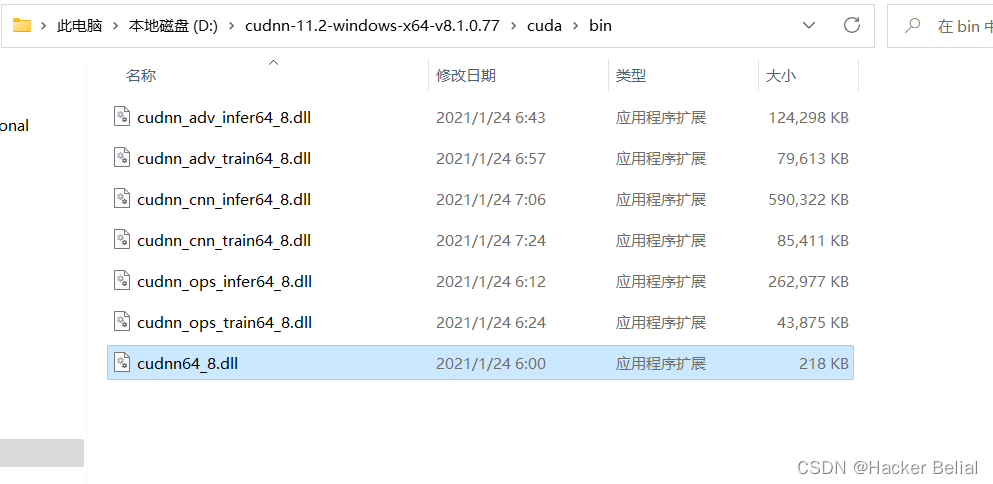 此电脑 > 本地磁盘 (D:) > cudnn-11.2-windows-x64-v8.1.0.77 > cuda > bin
在 bin 中
名称 修改日期 类型 大小
onal
cudnn_adv_infer64_8.dll 2021/1/24 6:43 应用程序扩展 124,298 KB
cudnn_adv_train64_8.dll 2021/1/24 6:57 应用程序扩展 79,613 KB
cudnn_cnn_infer64_8.dll 2021/1/24 7:06 应用程序扩展 590,322 KB
cudnn_cnn_train64_8.dll 2021/1/24 7:24 应用程序扩展 85,411 KB
cudnn_ops_infer64_8.dll 2021/1/24 6:12 应用程序扩展 262,977 KB
cudnn_ops_train64_8.dll 2021/1/24 6:24 应用程序扩展 43,875 KB
cudnn64_8.dll 2021/1/24 6:00 应用程序扩展 218 KB
CSDN @Hacker Belial